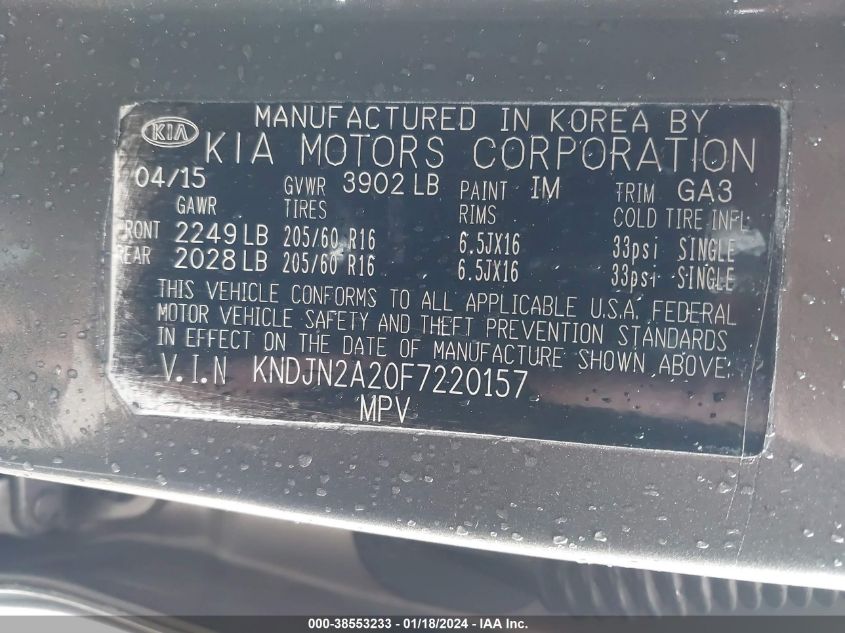 MANUFACTURED IN KOREA BY
KIA KIA MOTORS CORPORATION
04/15 GVWR 3902 LB PAINT IM TRIM GA3
GAWR TIRES RIMS COLD TIRE INFL
FRONT 2249 LB 205/60 R16 6.5JX16 33psi SINGLE
REAR 2028 LB 205/60 R16 6.5JX16 33psi SINGLE
THIS VEHICLE CONFORMS TO ALL APPLICABLE U.S.A. FEDERAL
MOTOR VEHICLE SAFETY AND THEFT PREVENTION STANDARDS
IN EFFECT ON THE DATE OF MANUFACTURE SHOWN ABOVE.
V.I.N KNDJN2A20F7220157
MPV
000-38553233 - 01/18/2024 - IAA Inc.